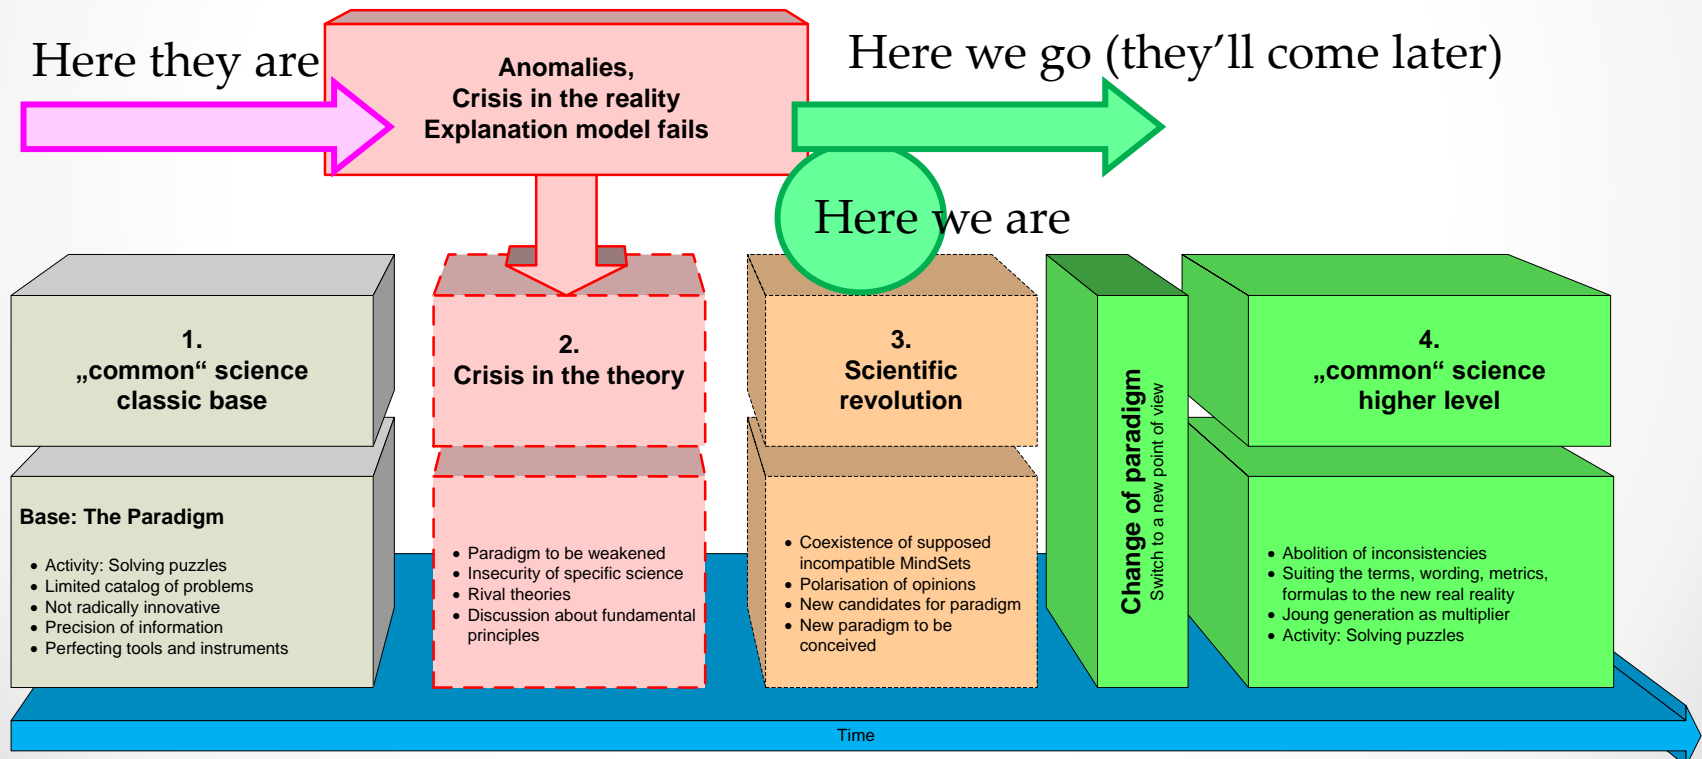 Here they are
Anomalies,
Crisis in the reality
Explanation model fails
Here we go (they’ll come later)
Here we are
1.
„common“ science
classic base
2.
Crisis in the theory
3.
Scientific
revolution
Change of paradigm
Switch to a new point of view
4.
„common“ science
higher level
Base: The Paradigm
• Activity: Solving puzzles
• Limited catalog of problems
• Not radically innovative
• Precision of information
• Perfecting tools and instruments
• Paradigm to be weakened
• Insecurity of specific science
• Rival theories
• Discussion about fundamental
principles
• Coexistence of supposed
incompatible MindSets
• Polarisation of opinions
• New candidates for paradigm
• New paradigm to be
conceived
• Abolition of inconsistencies
• Suiting the terms, wording, metrics,
formulas to the new real reality
• Joung generation as multiplier
• Activity: Solving puzzles
Time